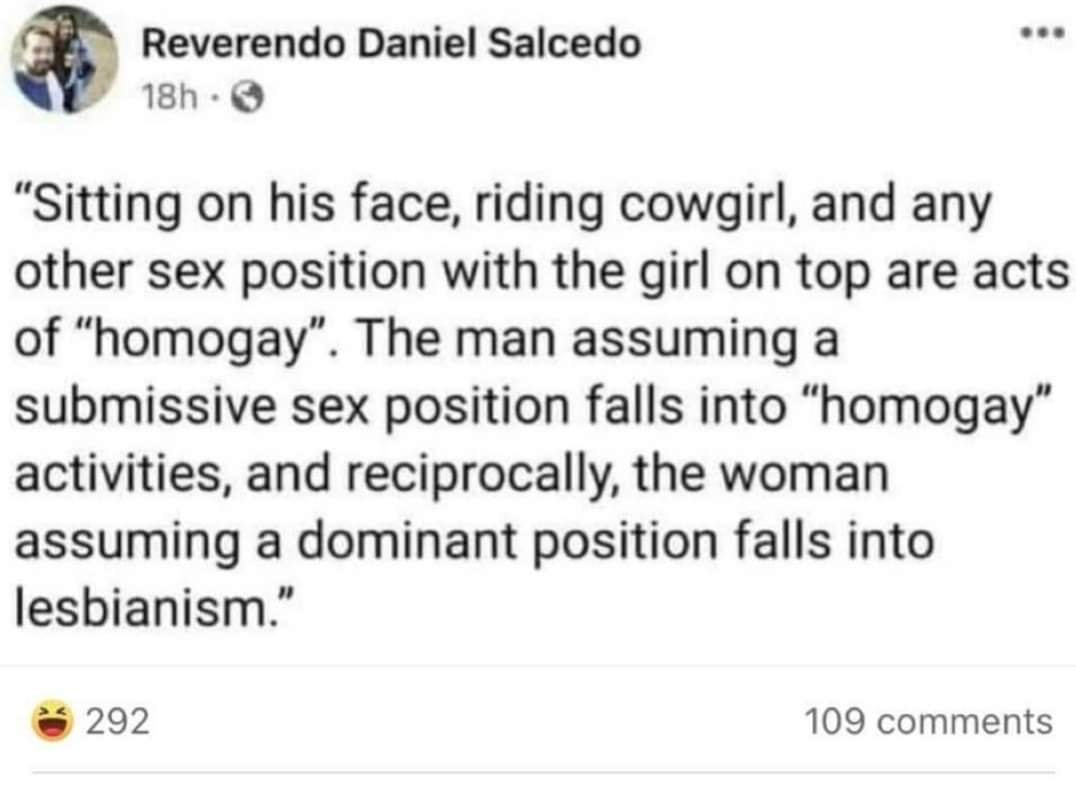 Reverendo Daniel Salcedo
18h ·
“Sitting on his face, riding cowgirl, and any
other sex position with the girl on top are acts
of “homogay”. The man assuming a
submissive sex position falls into “homogay”
activities, and reciprocally, the woman
assuming a dominant position falls into
lesbianism.”
292
109 comments